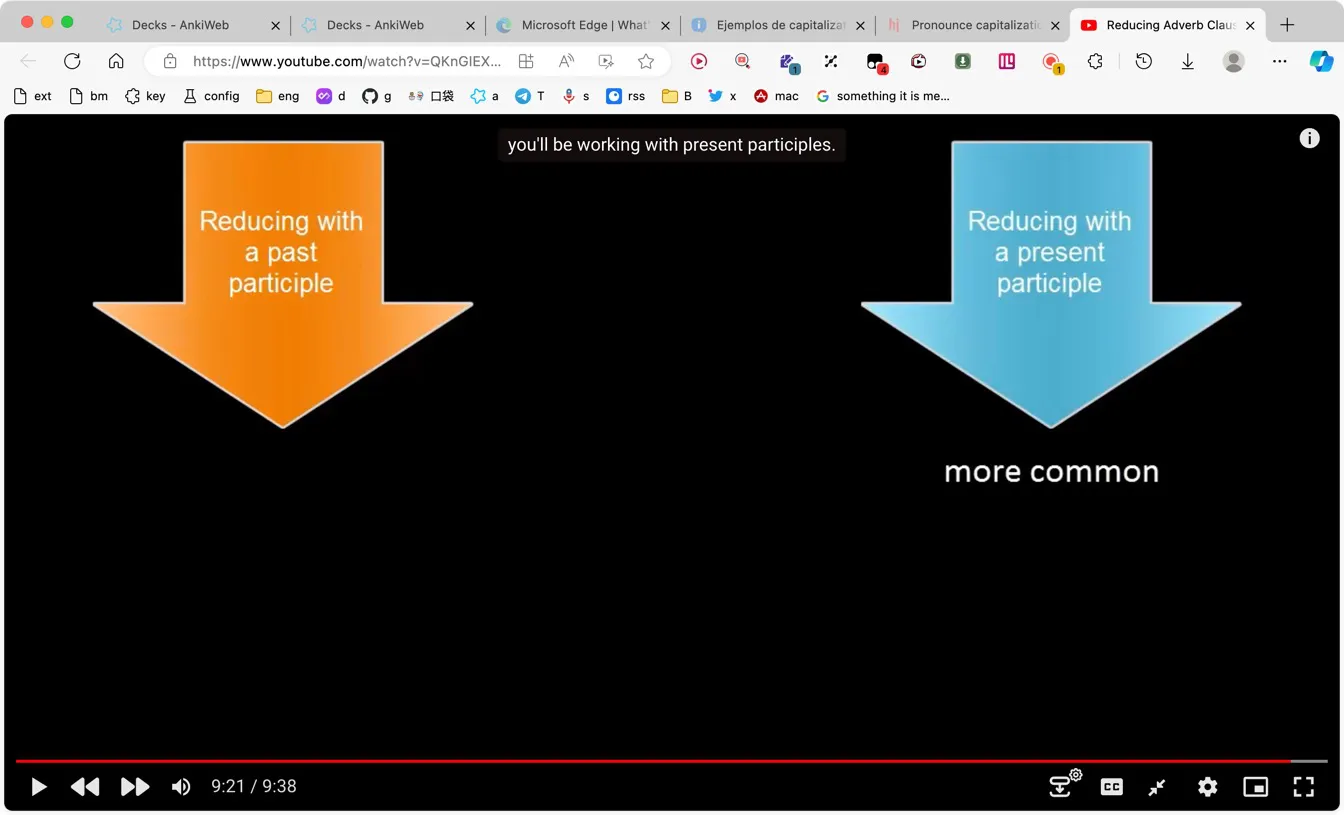 Decks - AnkiWeb
Decks - AnkiWeb
Microsoft Edge | What'
Ejemplos de capitaliza
Pronounce capitalizati
Reducing Adverb Claus
https://www.youtube.com/watch?v=QKnGIEX...
1
4
1
ext
bm
key
config
eng
d
g
口袋
a
T
s
rss
B
x
mac
something it is me...
you'll be working with present participles.
Reducing with
a past
participle
Reducing with
a present
participle
more common
9:21 / 9:38
CC